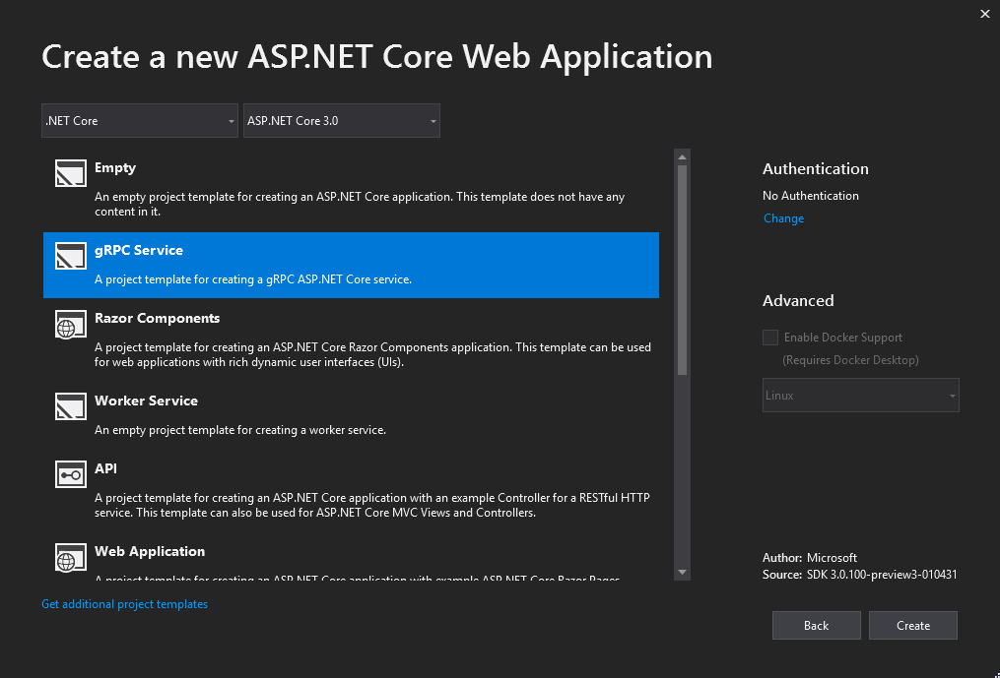 Create a new ASP.NET Core Web Application
.NET Core
ASP.NET Core 3.0
Empty
An empty project template for creating an ASP.NET Core application. This template does not have any
content in it.
gRPC Service
A project template for creating a gRPC ASP.NET Core service.
Razor Components
A project template for creating an ASP.NET Core Razor Components application. This template can be used
for web applications with rich dynamic user interfaces (UIs).
Worker Service
An empty project template for creating a worker service.
API
A project template for creating an ASP.NET Core application with an example Controller for a RESTful HTTP
service. This template can also be used for ASP.NET Core MVC Views and Controllers.
Web Application
A project template for creating an ASP.NET Core application with example ASP.NET Core Razor Pages
Get additional project templates
Authentication
No Authentication
Change
Advanced
Enable Docker Support
(Requires Docker Desktop)
Linux
Author: Microsoft
Source: SDK 3.0.100-preview3-010431
Back
Create